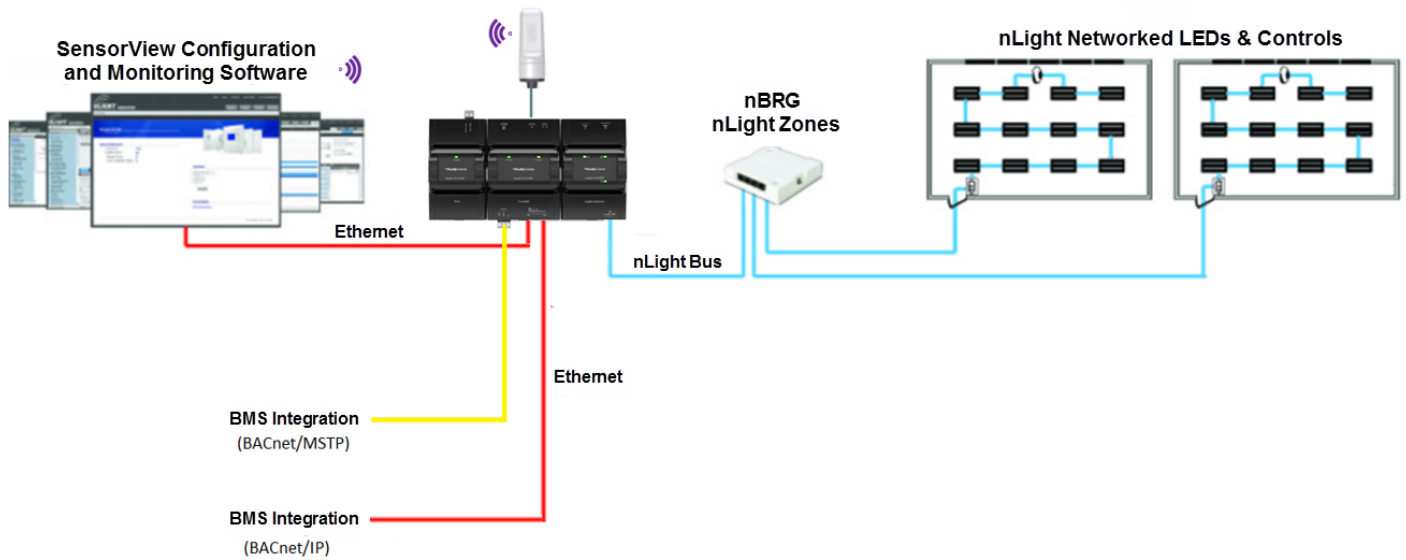 SensorView Configuration
and Monitoring Software
nLight Networked LEDs & Controls
nBRG
nLight Zones
Ethernet
nLight Bus
Ethernet
BMS Integration
(BACnet/MSTP)
BMS Integration
(BACnet/IP)